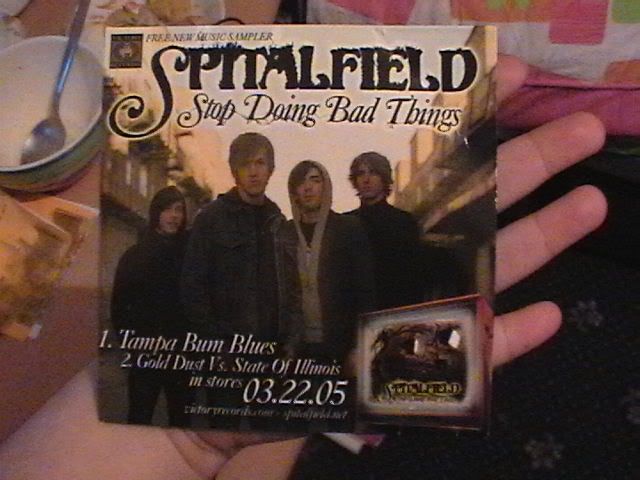 FREE NEW MUSIC SAMPLER
SPITALFIELD
Stop Doing Bad Things
1. Tampa Bum Blues
2. Gold Dust Vs. State Of Illinois
in stores 03.22.05
victoryrecords.com - spitalfield.net
SPITALFIELD